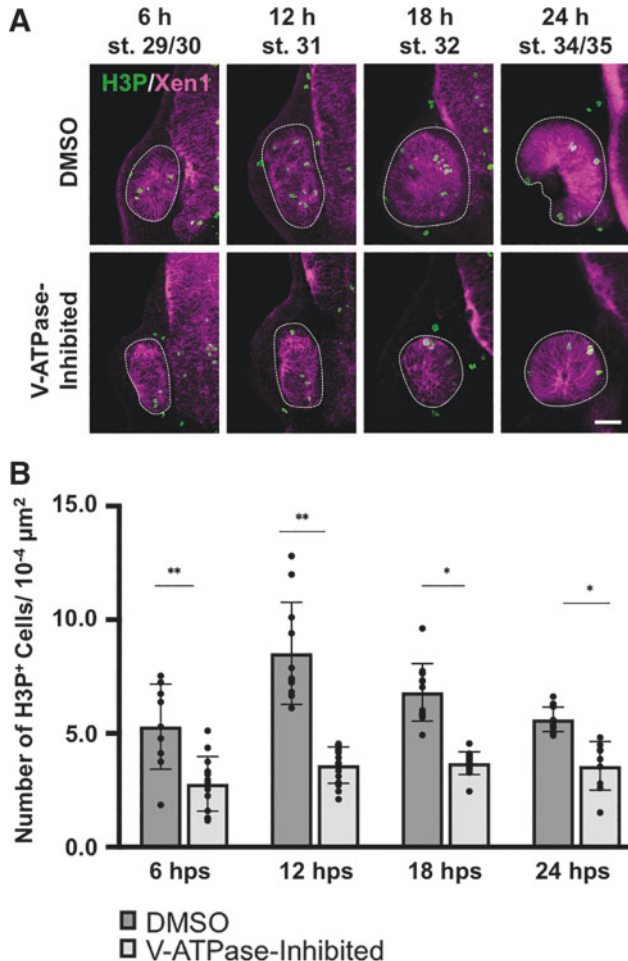 A
6 h
st. 29/30
12 h
st. 31
18 h
st. 32
24 h
st. 34/35
H3P/Xen1
DMSO
V-ATPase-
Inhibited
B
Number of H3P⁺ Cells/ 10⁻⁴ µm²
15.0
10.0
5.0
0.0
**
**
*
*
6 hps
12 hps
18 hps
24 hps
DMSO
V-ATPase-Inhibited